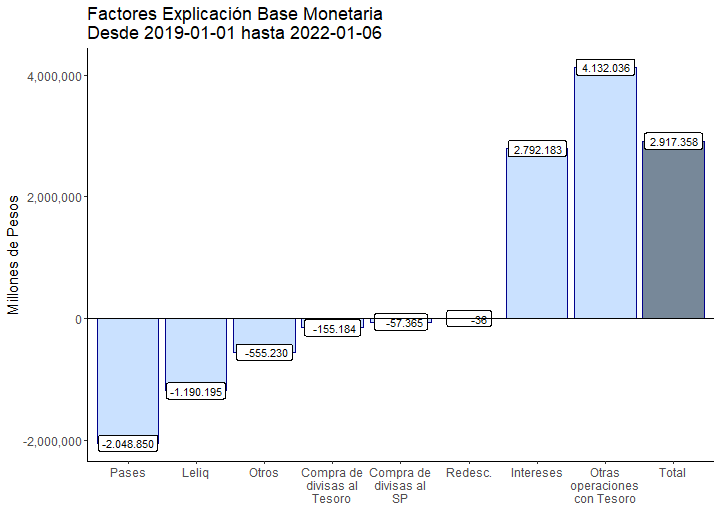 Factores Explicación Base Monetaria
Desde 2019-01-01 hasta 2022-01-06
Millones de Pesos
4,000,000
2,000,000
0
-2,000,000
-2.048.850
-1.190.195
-555.230
-155.184
-57.365
-36
2.792.183
4.132.036
2.917.358
Pases
Leliq
Otros
Compra de
divisas al
Tesoro
Compra de
divisas al
SP
Redesc.
Intereses
Otras
operaciones
con Tesoro
Total